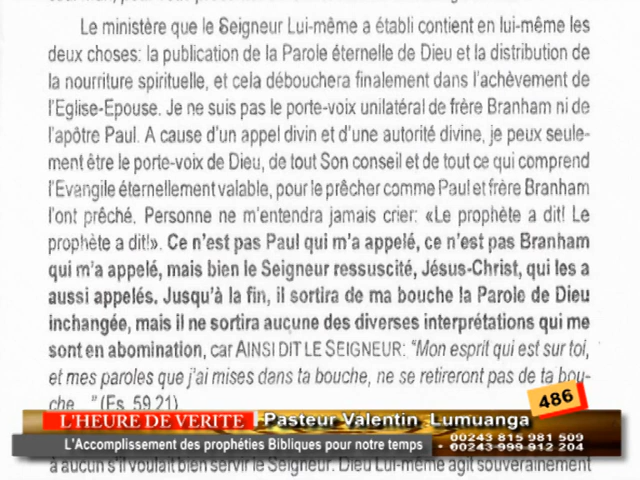 Le ministère que le Seigneur Lui-même a établi contient en lui-même les
deux choses: la publication de la Parole éternelle de Dieu et la distribution de
la nourriture spirituelle, et cela débouchera finalement dans l'achèvement de
l'Eglise-Epouse. Je ne suis pas le porte-voix unilatéral de frère Branham ni de
l'apôtre Paul. A cause d'un appel divin et d'une autorité divine, je peux seule-
ment être le porte-voix de Dieu, de tout Son conseil et de tout ce qui comprend
l'Evangile éternellement valable, pour le prêcher comme Paul et frère Branham
l'ont prêché. Personne ne m'entendra jamais crier: «Le prophète a dit! Le
prophète a dit!». Ce n'est pas Paul qui m'a appelé, ce n'est pas Branham
qui m'a appelé, mais bien le Seigneur ressuscité, Jésus-Christ, qui les a
aussi appelés. Jusqu'à la fin, il sortira de ma bouche la Parole de Dieu
inchangée, mais il ne sortira aucune des diverses interprétations qui me
sont en abomination, car AINSI DIT LE SEIGNEUR: "Mon esprit qui est sur toi,
et mes paroles que j'ai mises dans ta bouche, ne se retireront pas de ta bou-
che..." (Es. 59.21)
486
L'HEURE DE VERITE Pasteur Valentin Lumuanga
L'Accomplissement des prophéties Bibliques pour notre temps
00243 815 981 509
- 00243 999 912 204
à aucun s'il voulait bien servir le Seigneur. Dieu Lui-même agit souverainement